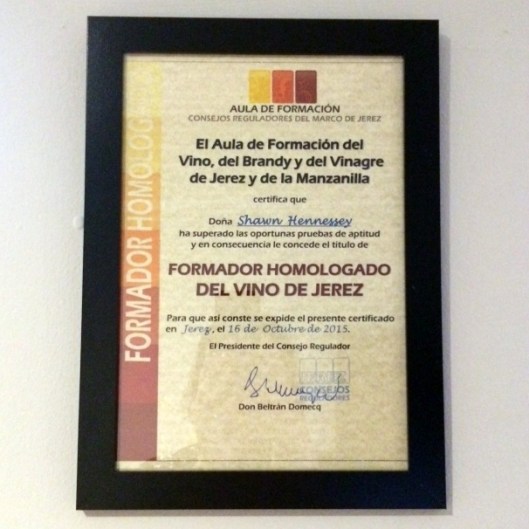 AULA DE FORMACIÓN
CONSEJOS REGULADORES DEL MARCO DE JEREZ
El Aula de Formación del
Vino, del Brandy y del Vinagre
de Jerez y de la Manzanilla
certifica que
Doña Shawn Hennessey
ha superado las oportunas pruebas de aptitud
y en consecuencia le concede el título de
FORMADOR HOMOLOGADO
DEL VINO DE JEREZ
Para que así conste se expide el presente certificado
en Jerez, el 16 de Octubre de 2015.
El Presidente del Consejo Regulador
CONSEJOS
REGULADORES
Don Beltrán Domecq
FORMADOR HOMOLOGADO